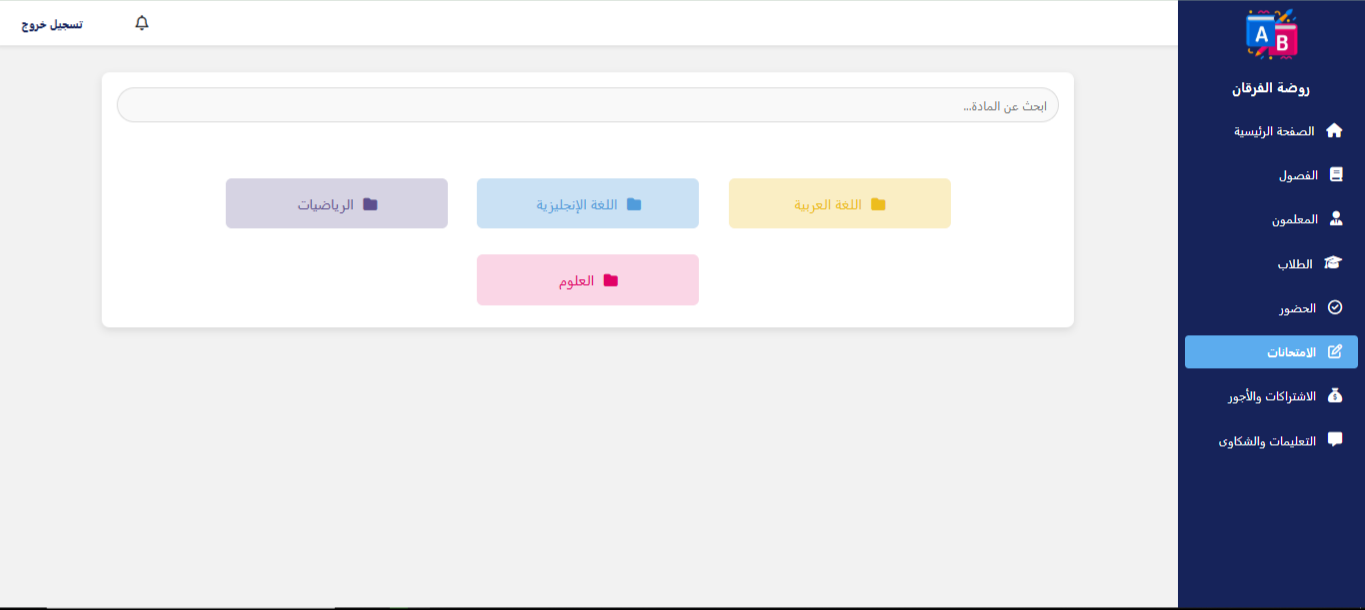 A B
روضة الفرقان
الصفحة الرئيسية
الفصول
المعلمون
الطلاب
الحضور
الامتحانات
الاشتراكات والأجور
التعليمات والشكاوى
تسجيل خروج
ابحث عن المادة...
اللغة العربية
اللغة الإنجليزية
الرياضيات
العلوم